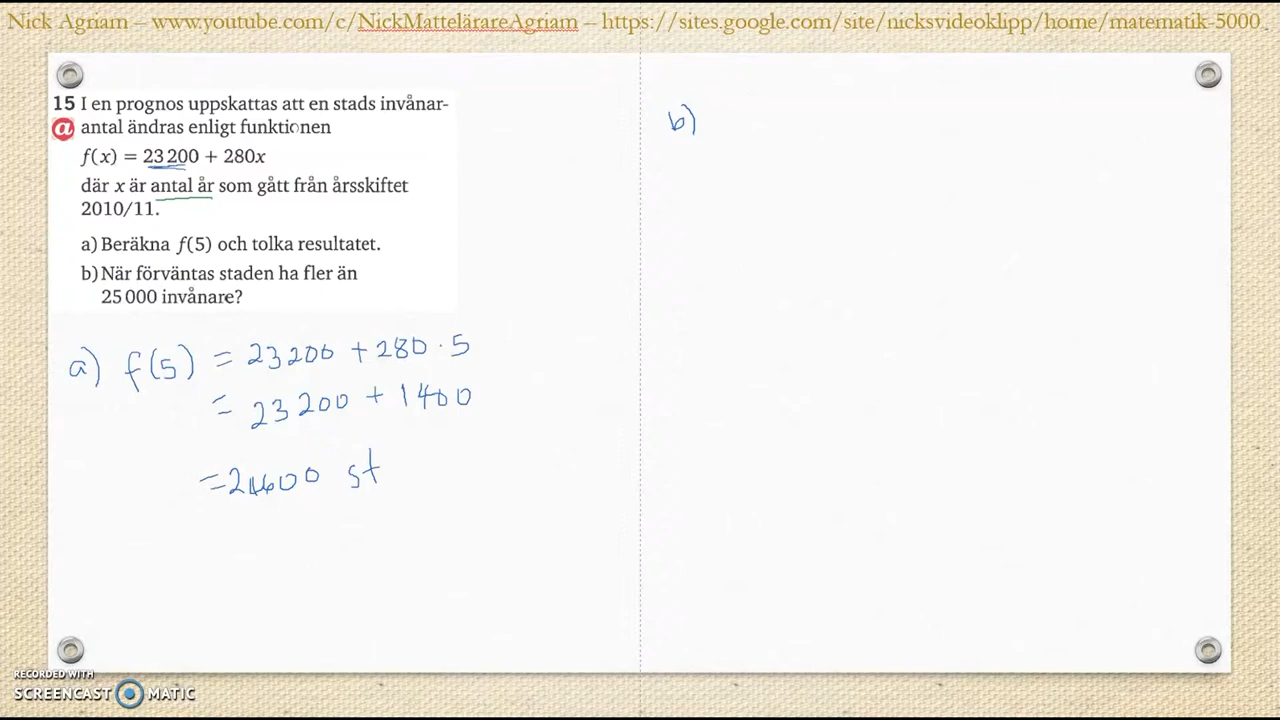 Nick Agriam – www.youtube.com/c/NickMattelärareAgriam – https://sites.google.com/site/nicksvideoklipp/home/matematik-5000
15 I en prognos uppskattas att en stads invånar-
a antal ändras enligt funktionen
f(x) = 23 200 + 280x
där x är antal år som gått från årsskiftet
2010/11.
a) Beräkna f(5) och tolka resultatet.
b) När förväntas staden ha fler än
25 000 invånare?
a) f(5) = 23200 + 280 · 5
= 23200 + 1400
= 24600 st
b)
RECORDED WITH
SCREENCAST MATIC